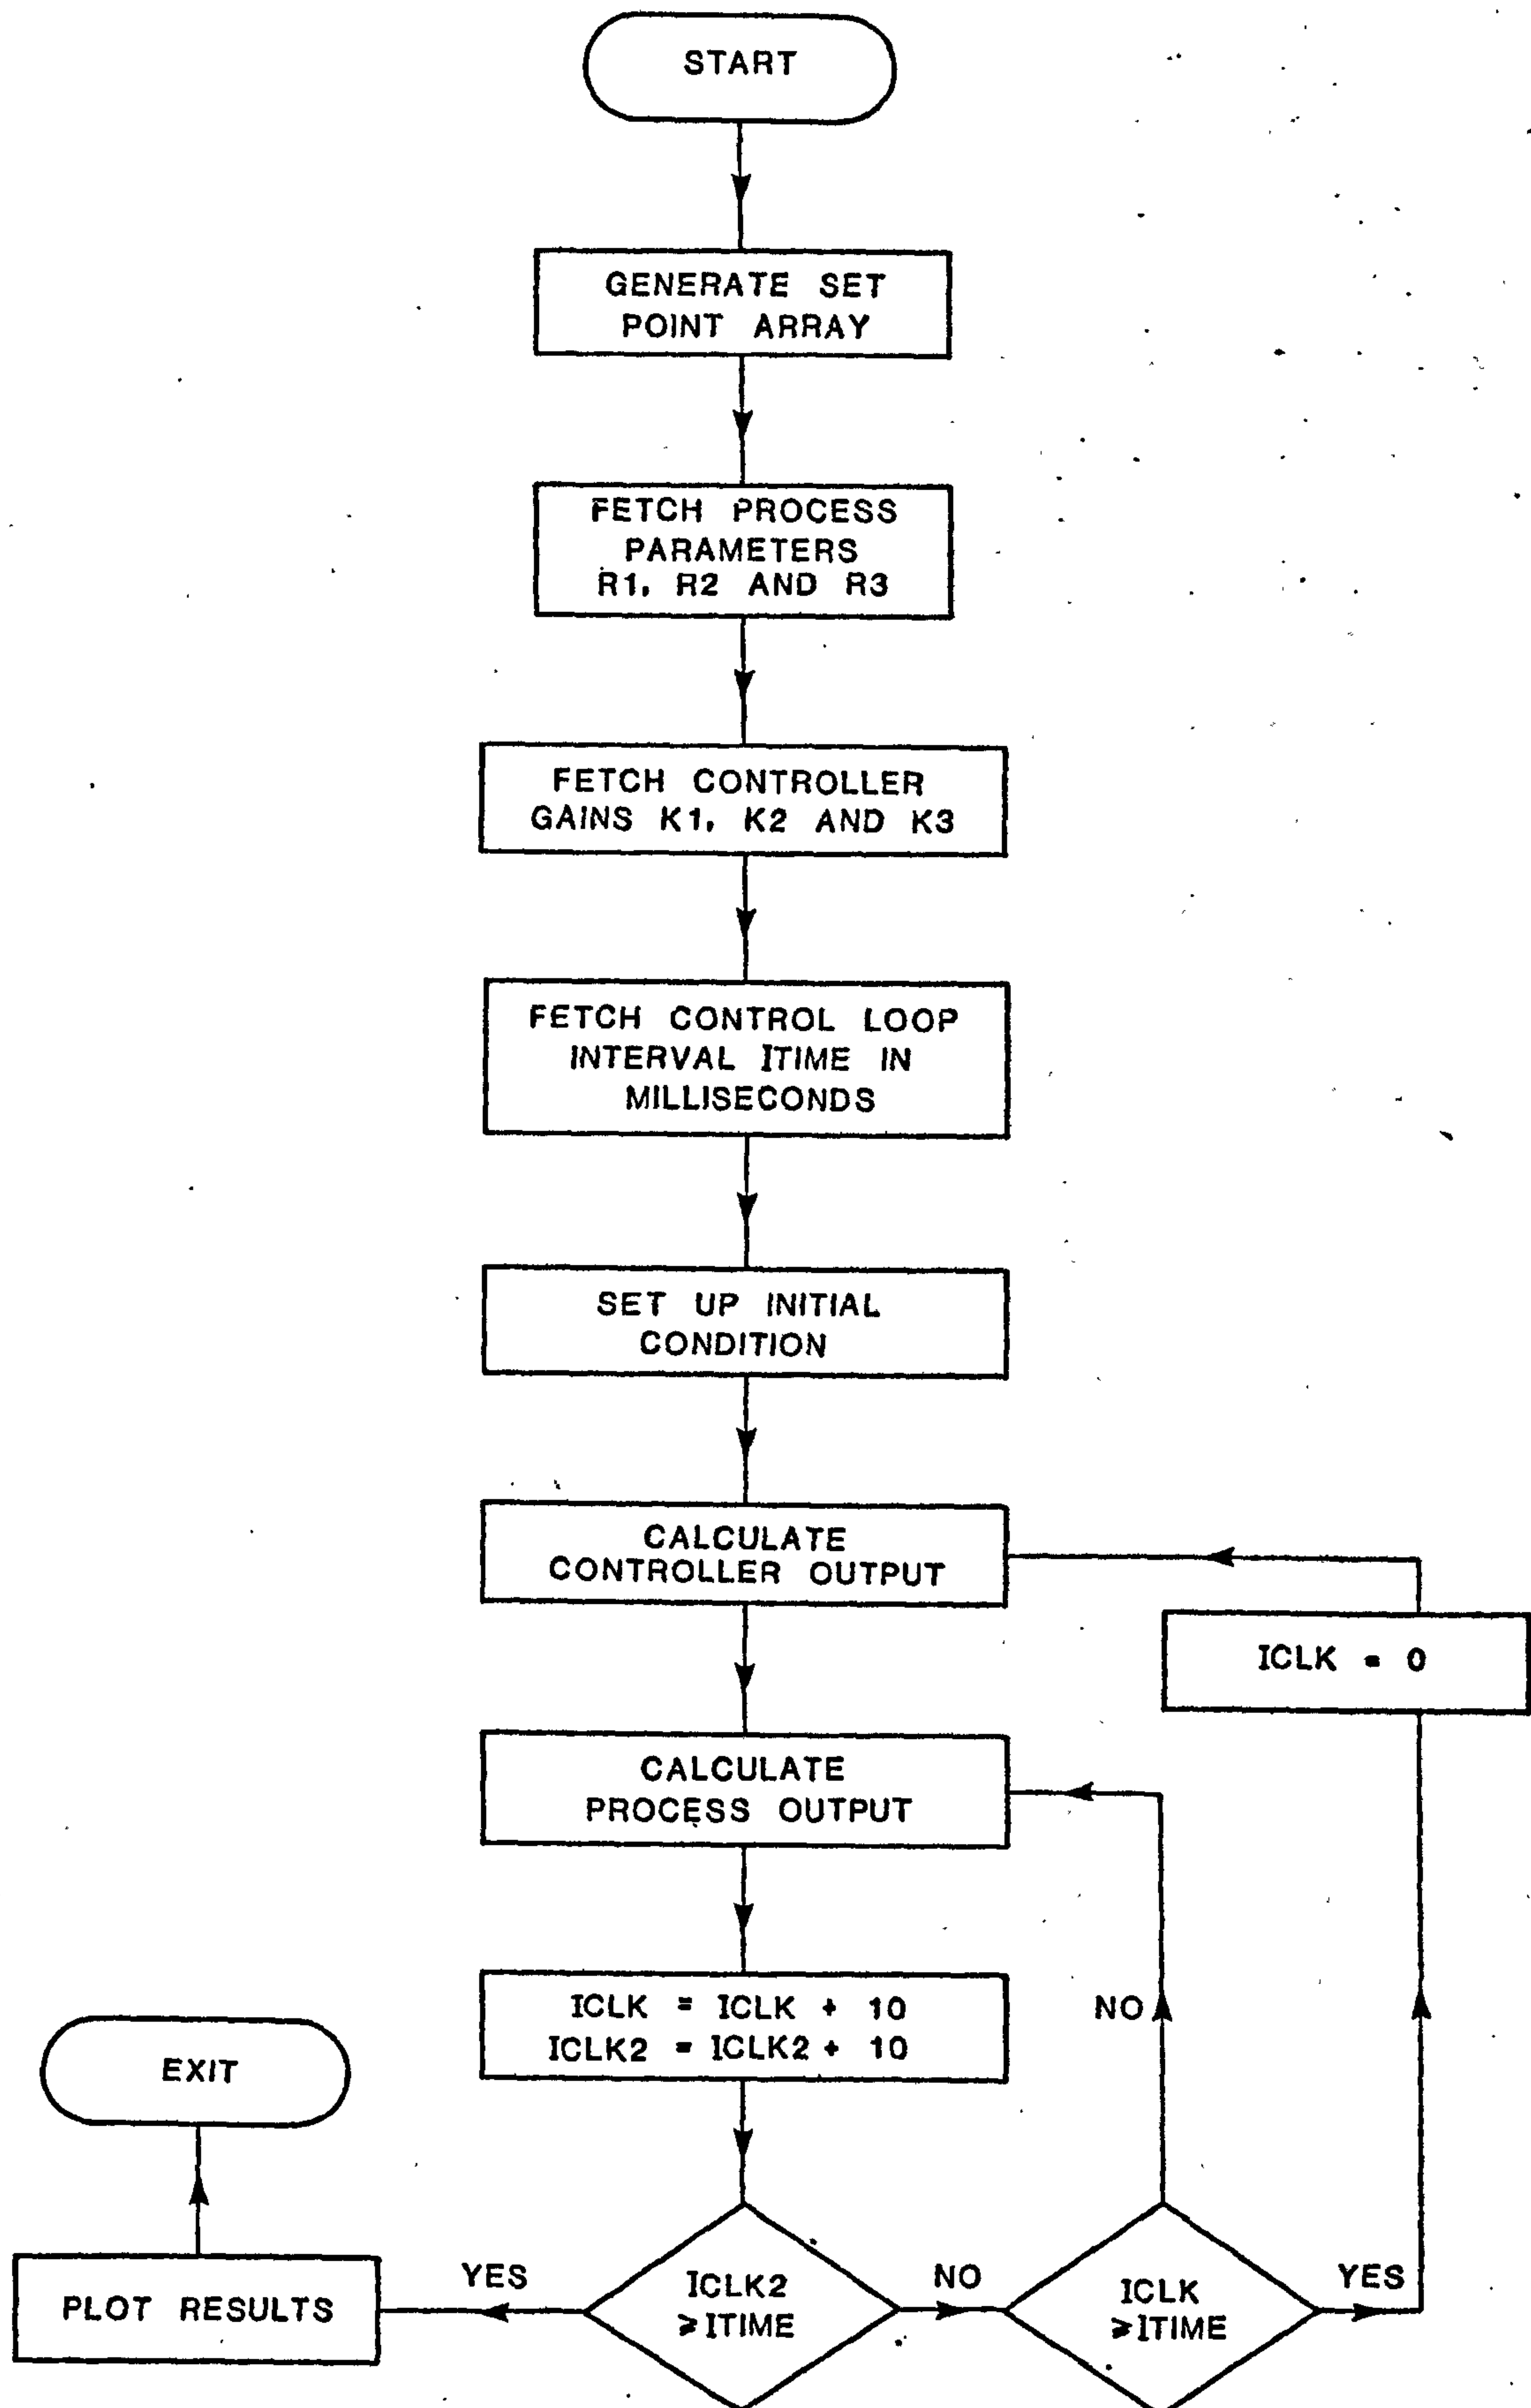 START
GENERATE SET
POINT ARRAY
FETCH PROCESS
PARAMETERS
R1, R2 AND R3
FETCH CONTROLLER
GAINS K1, K2 AND K3
FETCH CONTROL LOOP
INTERVAL ITIME IN
MILLISECONDS
SET UP INITIAL
CONDITION
CALCULATE
CONTROLLER OUTPUT
ICLK = 0
CALCULATE
PROCESS OUTPUT
ICLK = ICLK + 10
ICLK2 = ICLK2 + 10
NO
EXIT
PLOT RESULTS
YES
ICLK2
≥ITIME
NO
ICLK
≥ITIME
YES